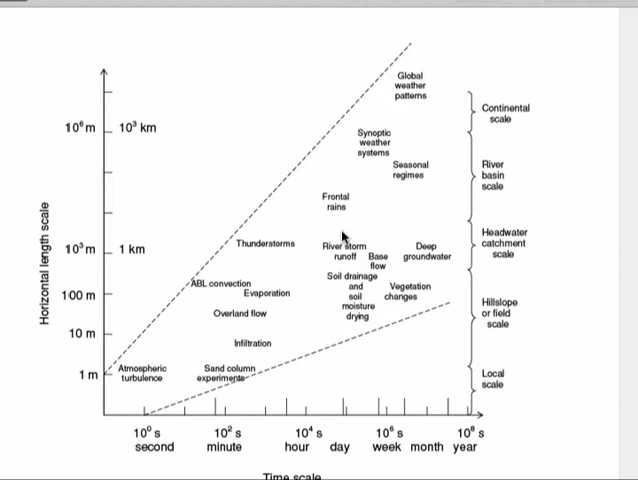 Global
weather
patterns
Continental
scale
10⁶ m
10³ km
Synoptic
weather
systems
Seasonal
regimes
River
basin
scale
Frontal
rains
Horizontal length scale
10³ m
1 km
Thunderstorms
River storm
runoff
Base
flow
Deep
groundwater
Headwater
catchment
scale
ABL convection
Evaporation
Soil drainage
and
soil
moisture
drying
Vegetation
changes
100 m
Overland flow
Hillslope
or field
scale
10 m
Infiltration
1 m
Atmospheric
turbulence
Sand column
experiments
Local
scale
10⁰ s
10² s
10⁴ s
10⁶ s
10⁸ s
second
minute
hour
day
week
month
year
Time scale